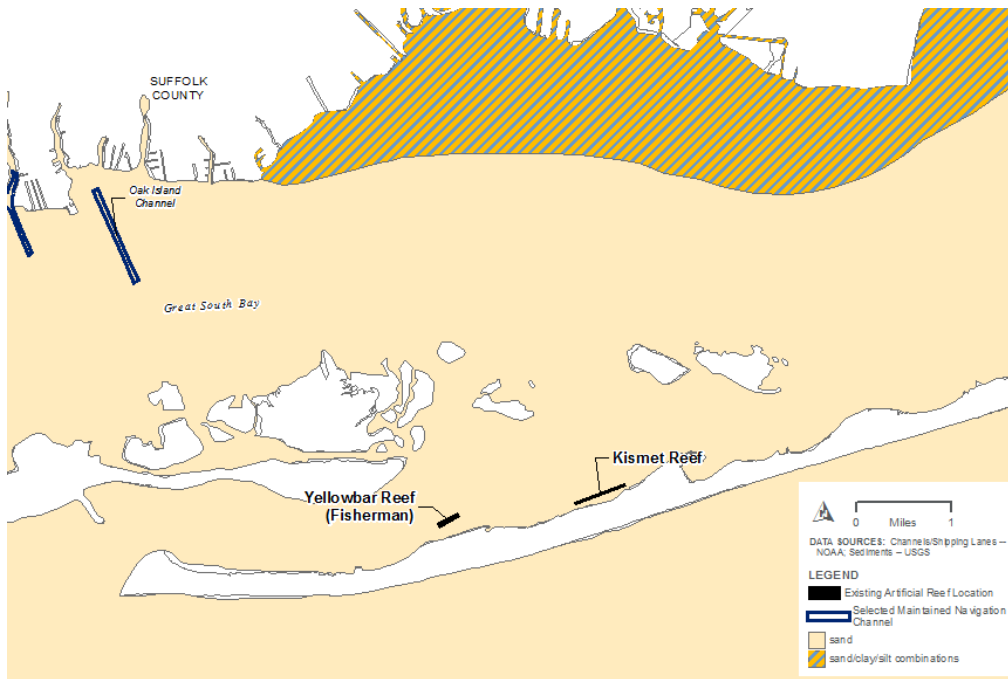 SUFFOLK
COUNTY
Oak Island
Channel
Great South Bay
Kismet Reef
Yellowbar Reef
(Fisherman)
0 Miles 1
DATA SOURCES: Channels/Shipping Lanes --
NOAA; Sediments -- USGS
LEGEND
Existing Artificial Reef Location
Selected Maintained Navigation
Channel
sand
sand/clay/silt combinations